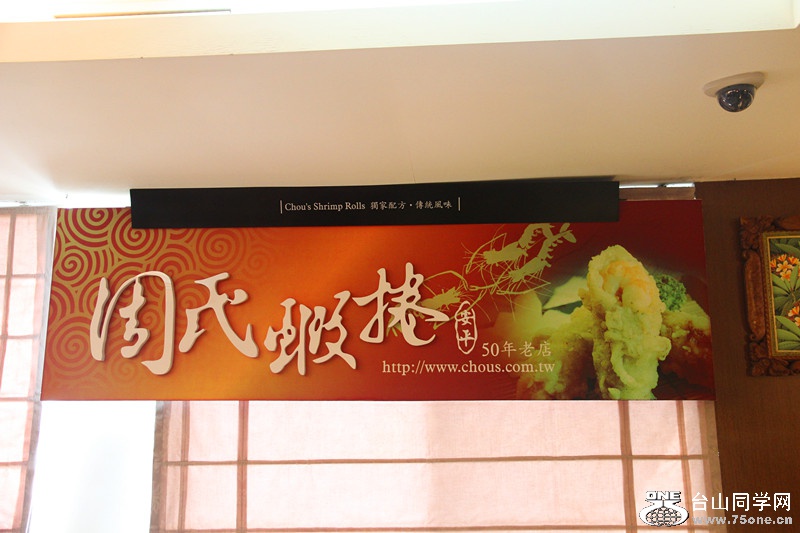 |Chou's Shrimp Rolls 獨家配方・傳統風味|
周氏蝦捲
安平
50年老店
http://www.chous.com.tw
ONE 台山同学网
www.75one.cn